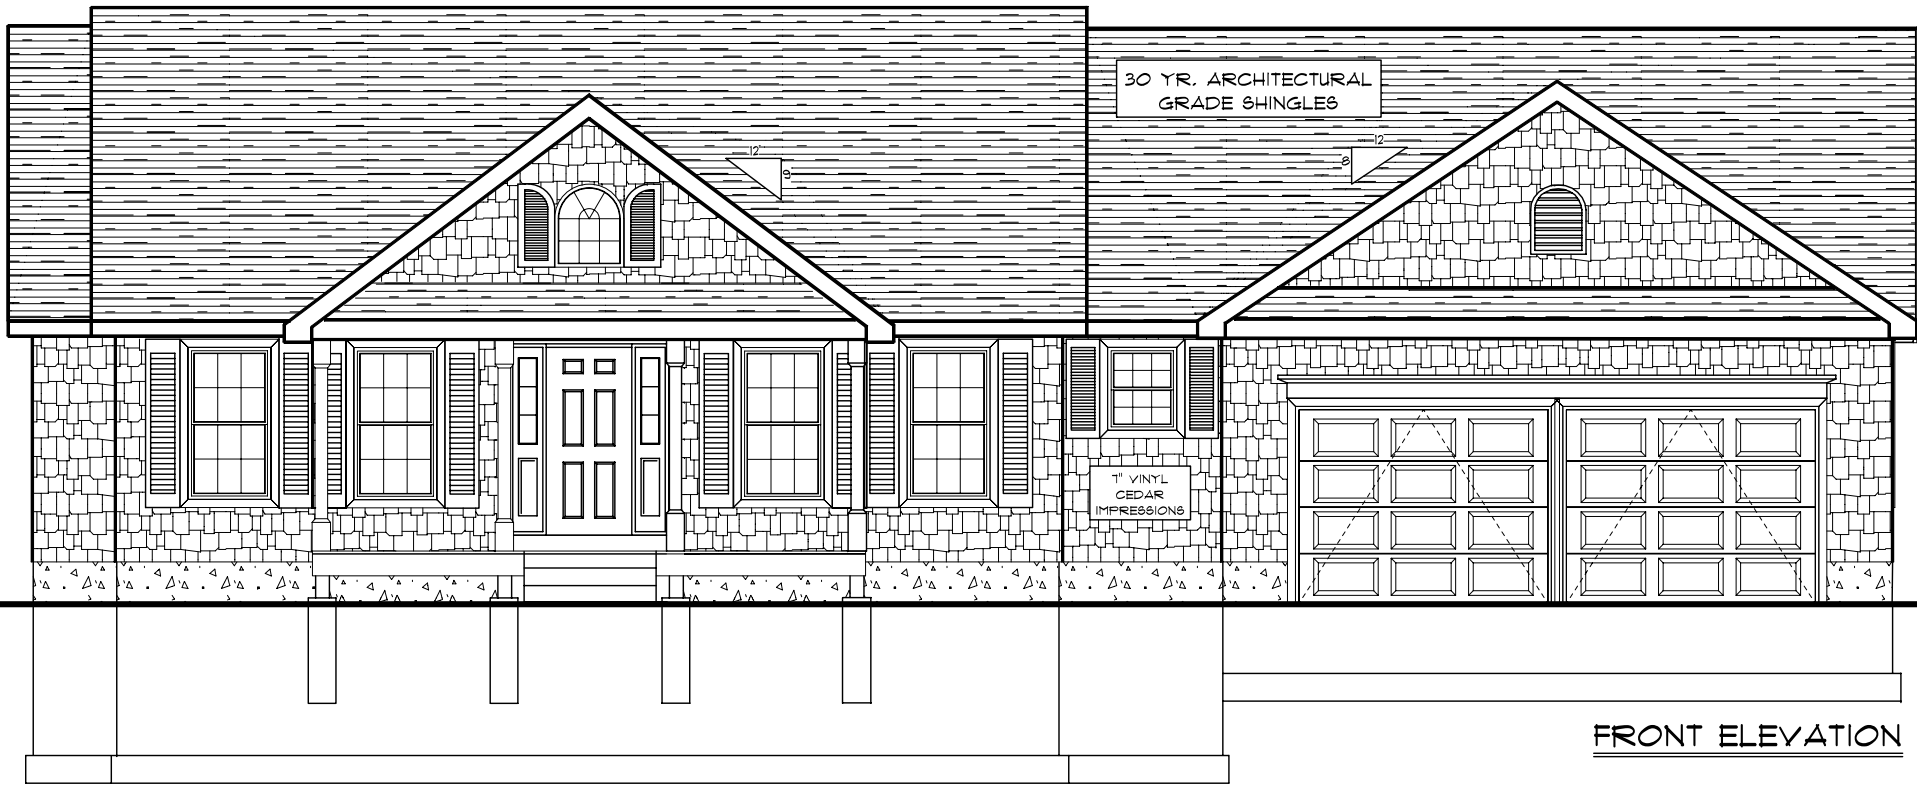 30 YR. ARCHITECTURAL
GRADE SHINGLES
12
9
12
8
7" VINYL
CEDAR
IMPRESSIONS
FRONT ELEVATION